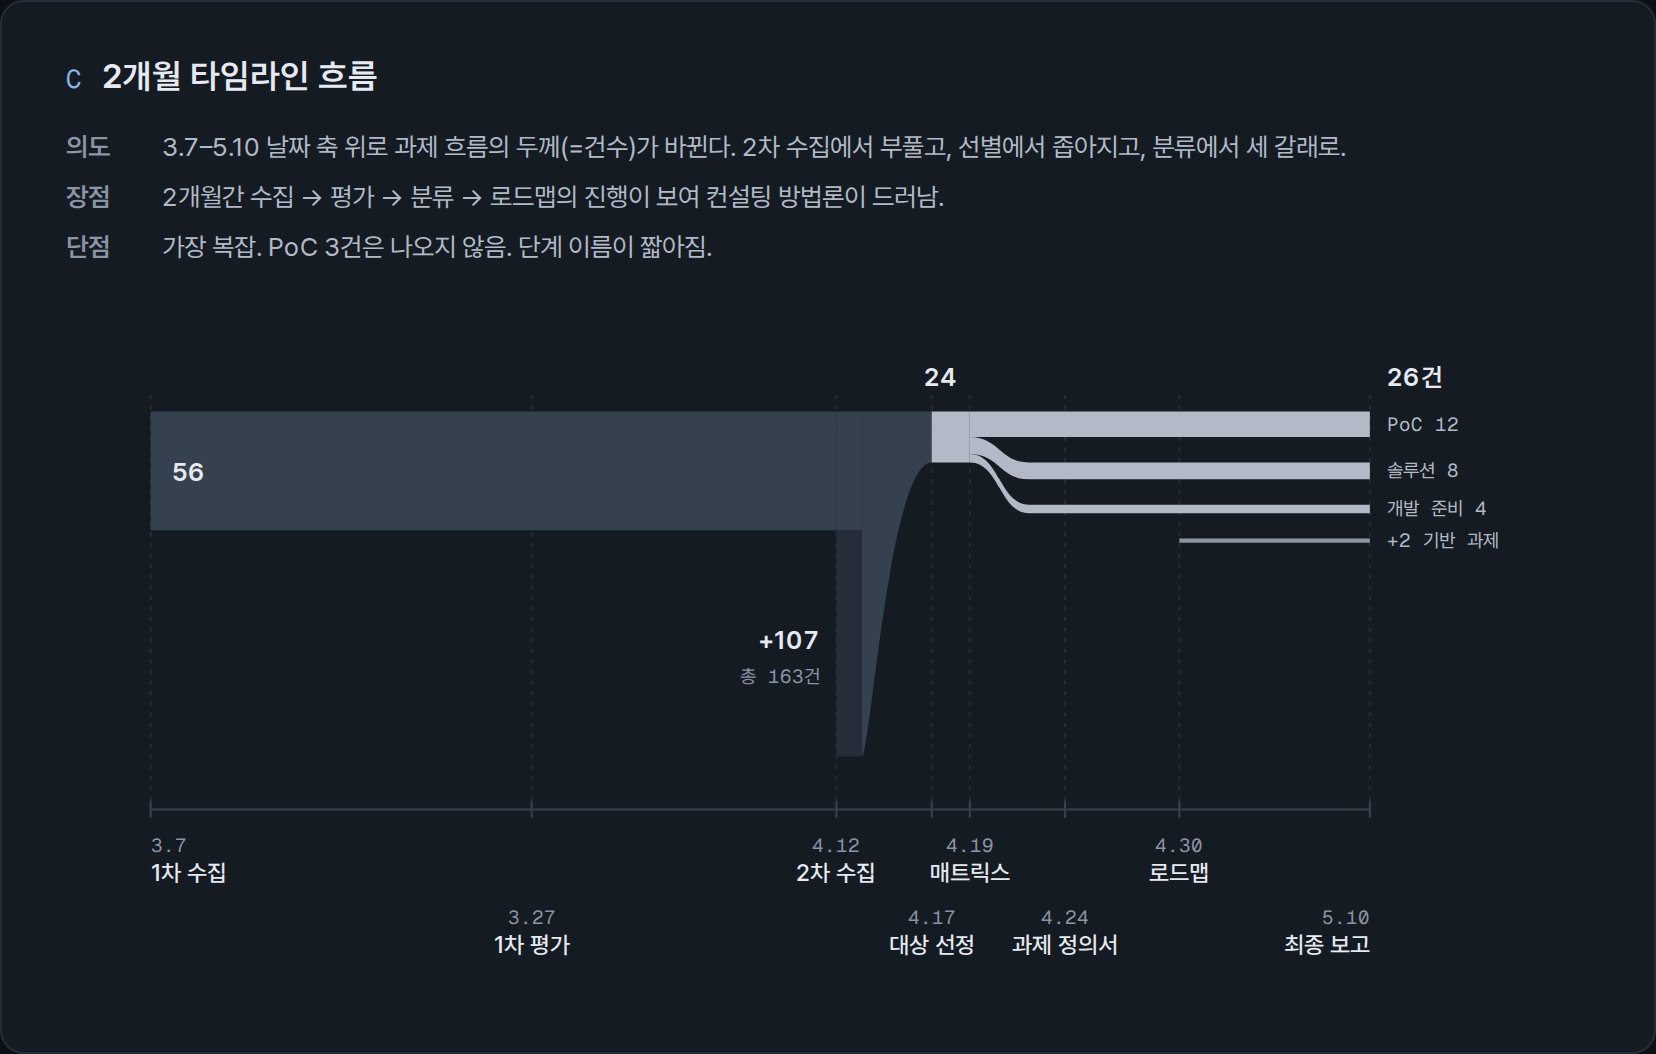 C 2개월 타임라인 흐름
의도 3.7–5.10 날짜 축 위로 과제 흐름의 두께(=건수)가 바뀐다. 2차 수집에서 부풀고, 선별에서 좁아지고, 분류에서 세 갈래로.
장점 2개월간 수집 → 평가 → 분류 → 로드맵의 진행이 보여 컨설팅 방법론이 드러남.
단점 가장 복잡. PoC 3건은 나오지 않음. 단계 이름이 짧아짐.
24
26건
PoC 12
56
솔루션 8
개발 준비 4
+2 기반 과제
+107
총 163건
3.7
1차 수집
4.12
2차 수집
4.19
매트릭스
4.30
로드맵
3.27
1차 평가
4.17
대상 선정
4.24
과제 정의서
5.10
최종 보고